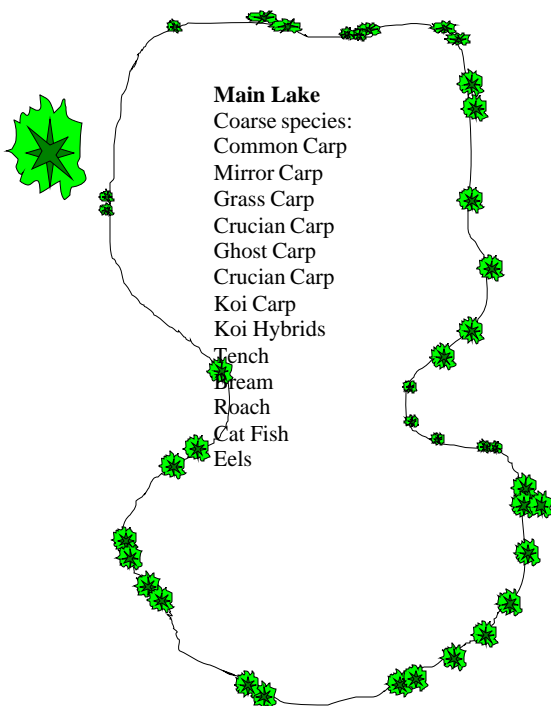 Main Lake
Coarse species:
Common Carp
Mirror Carp
Grass Carp
Crucian Carp
Ghost Carp
Crucian Carp
Koi Carp
Koi Hybrids
Tench
Bream
Roach
Cat Fish
Eels